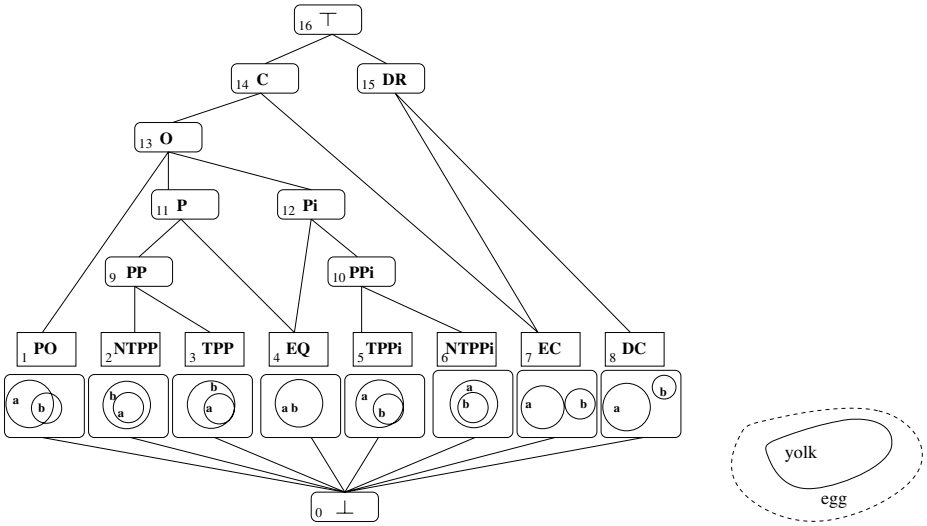 16 ⊤
14 C
15 DR
13 O
11 P
12 Pi
9 PP
10 PPi
1 PO
2 NTPP
3 TPP
4 EQ
5 TPPi
6 NTPPi
7 EC
8 DC
a b
b a
b a
a b
a b
a b
a b
a b
yolk
egg
0 ⊥